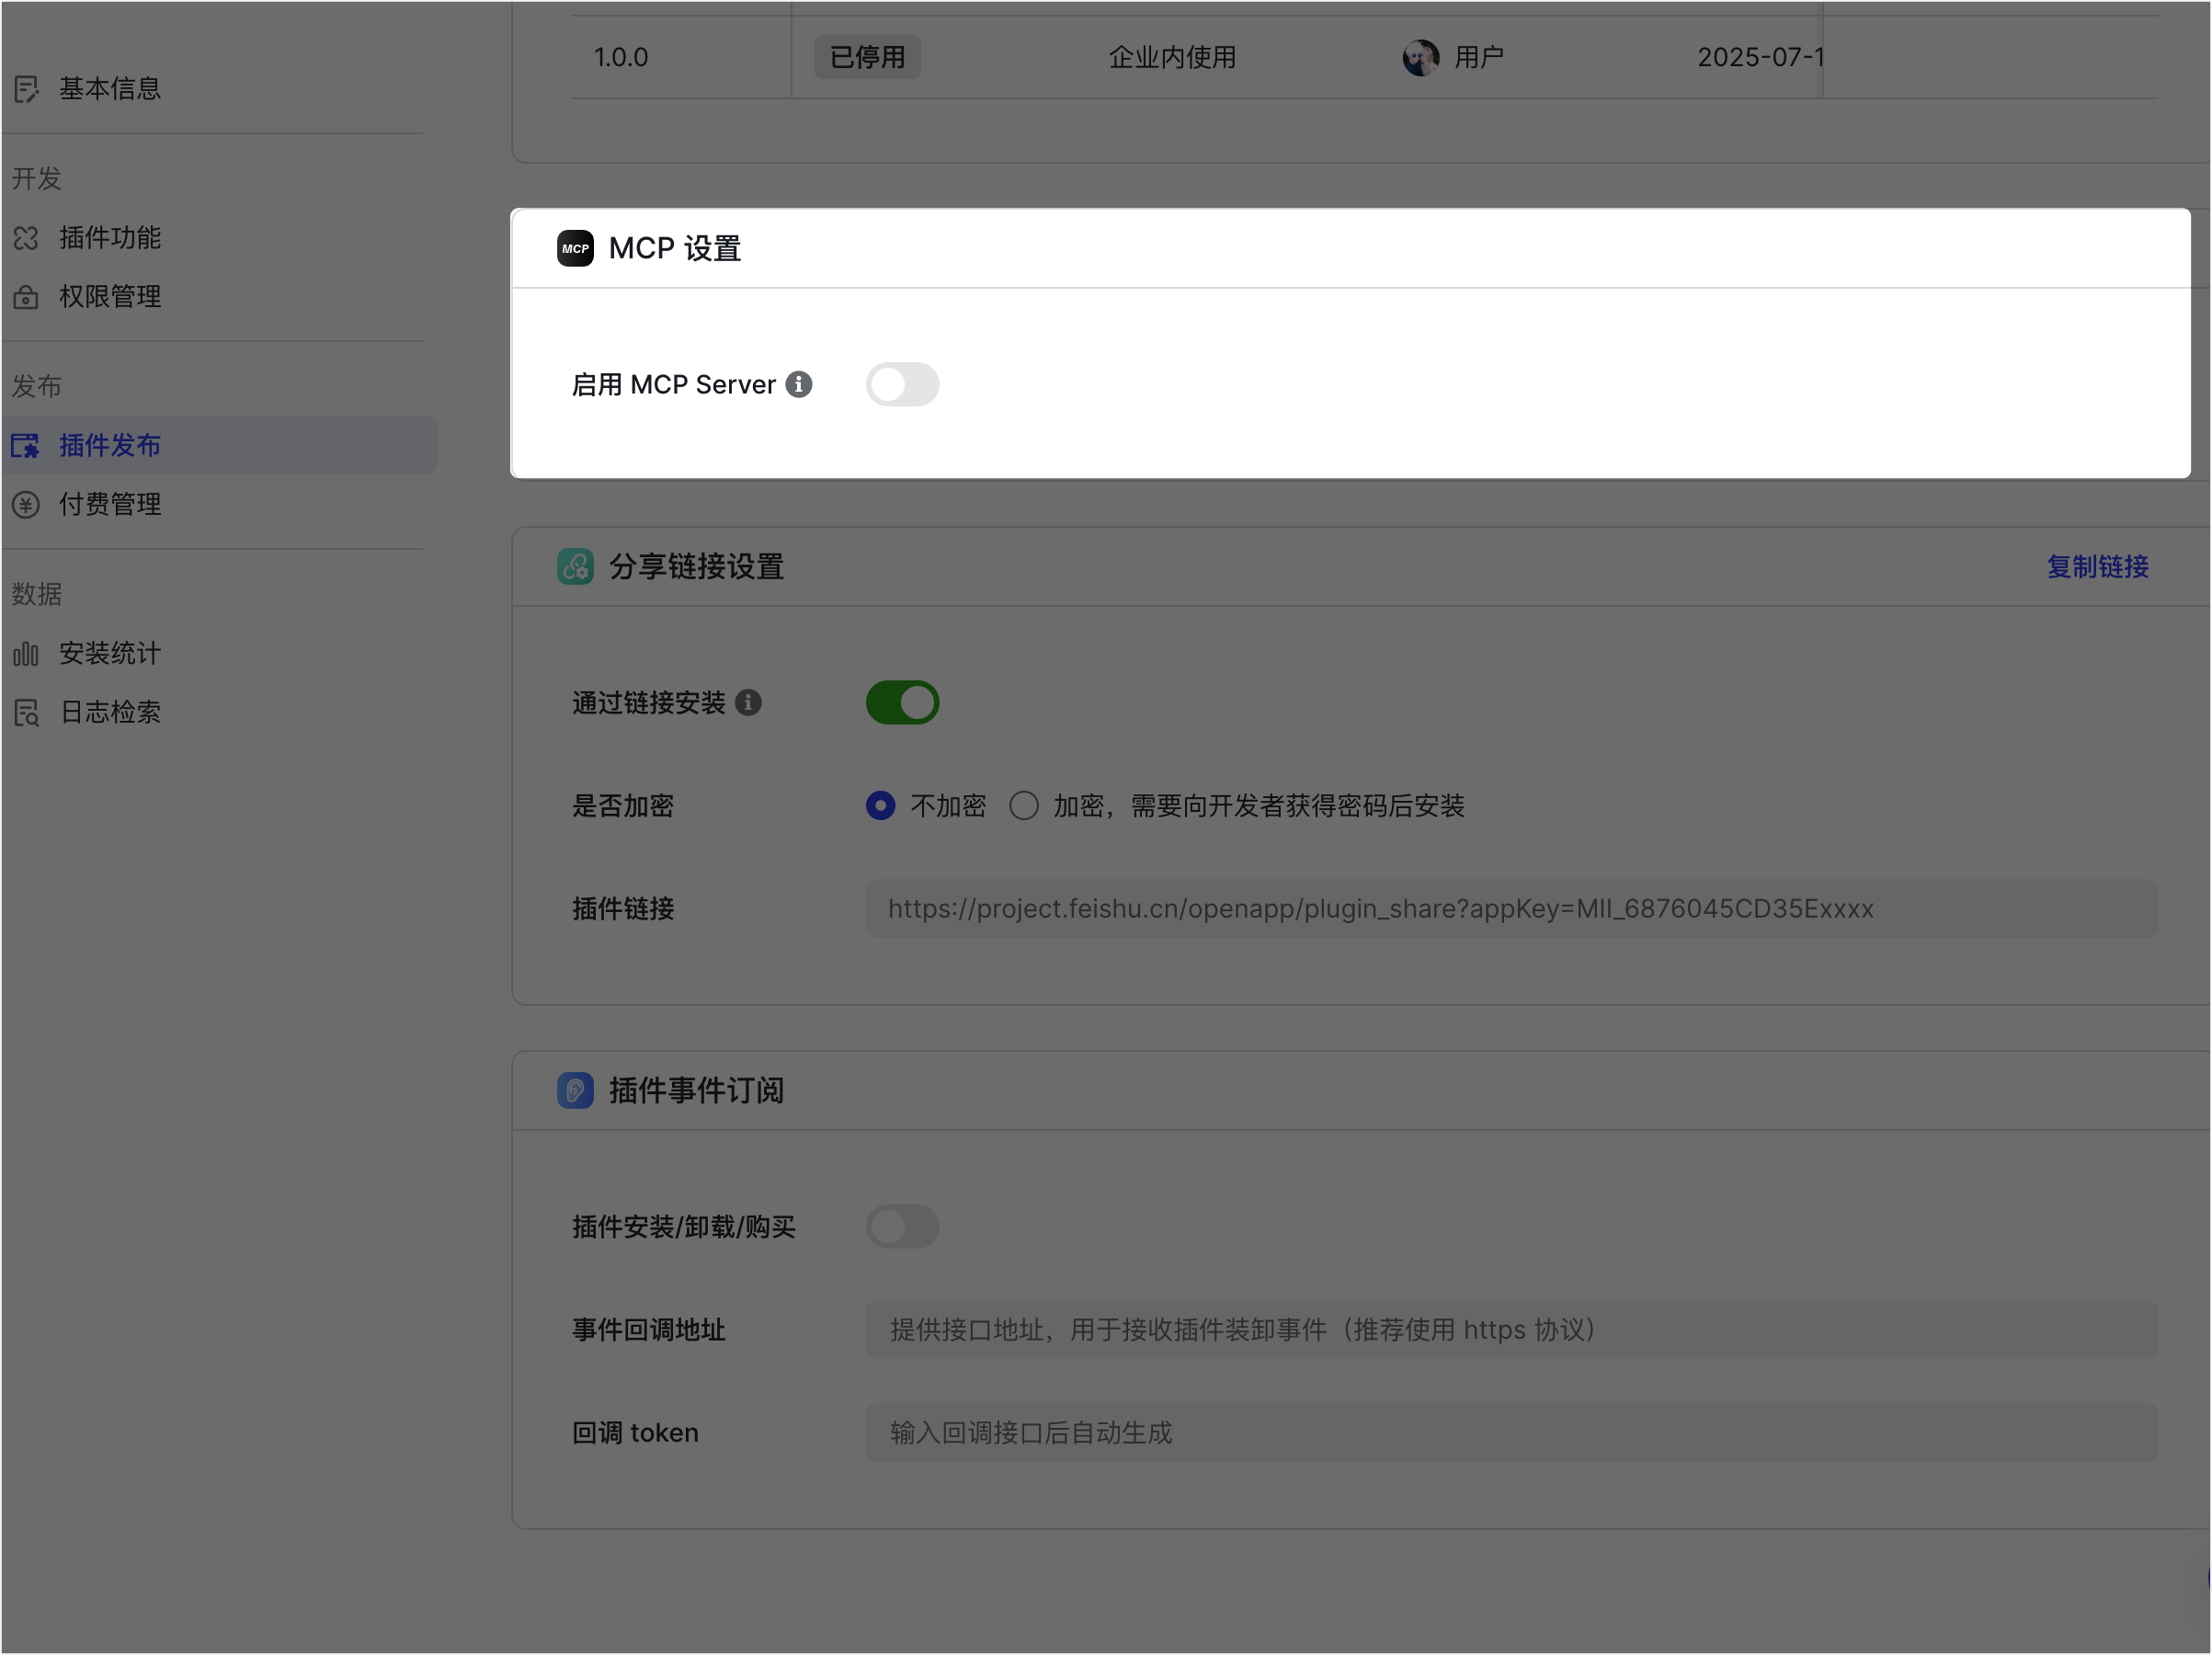 基本信息
开发
插件功能
权限管理
发布
插件发布
付费管理
数据
安装统计
日志检索
1.0.0 已停用 企业内使用 用户 2025-07-1
MCP MCP 设置
启用 MCP Server
分享链接设置 复制链接
通过链接安装
是否加密 不加密 加密，需要向开发者获得密码后安装
插件链接 https://project.feishu.cn/openapp/plugin_share?appKey=MII_6876045CD35Exxxx
插件事件订阅
插件安装/卸载/购买
事件回调地址 提供接口地址，用于接收插件装卸事件（推荐使用 https 协议）
回调 token 输入回调接口后自动生成